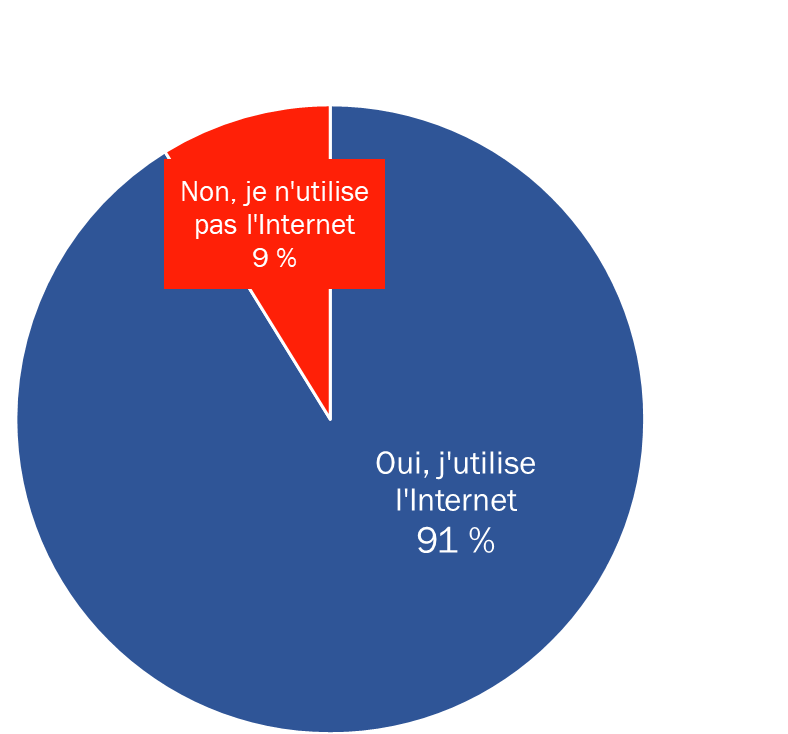 Non, je n'utilise
pas l'Internet
9 %
Oui, j'utilise
l'Internet
91 %